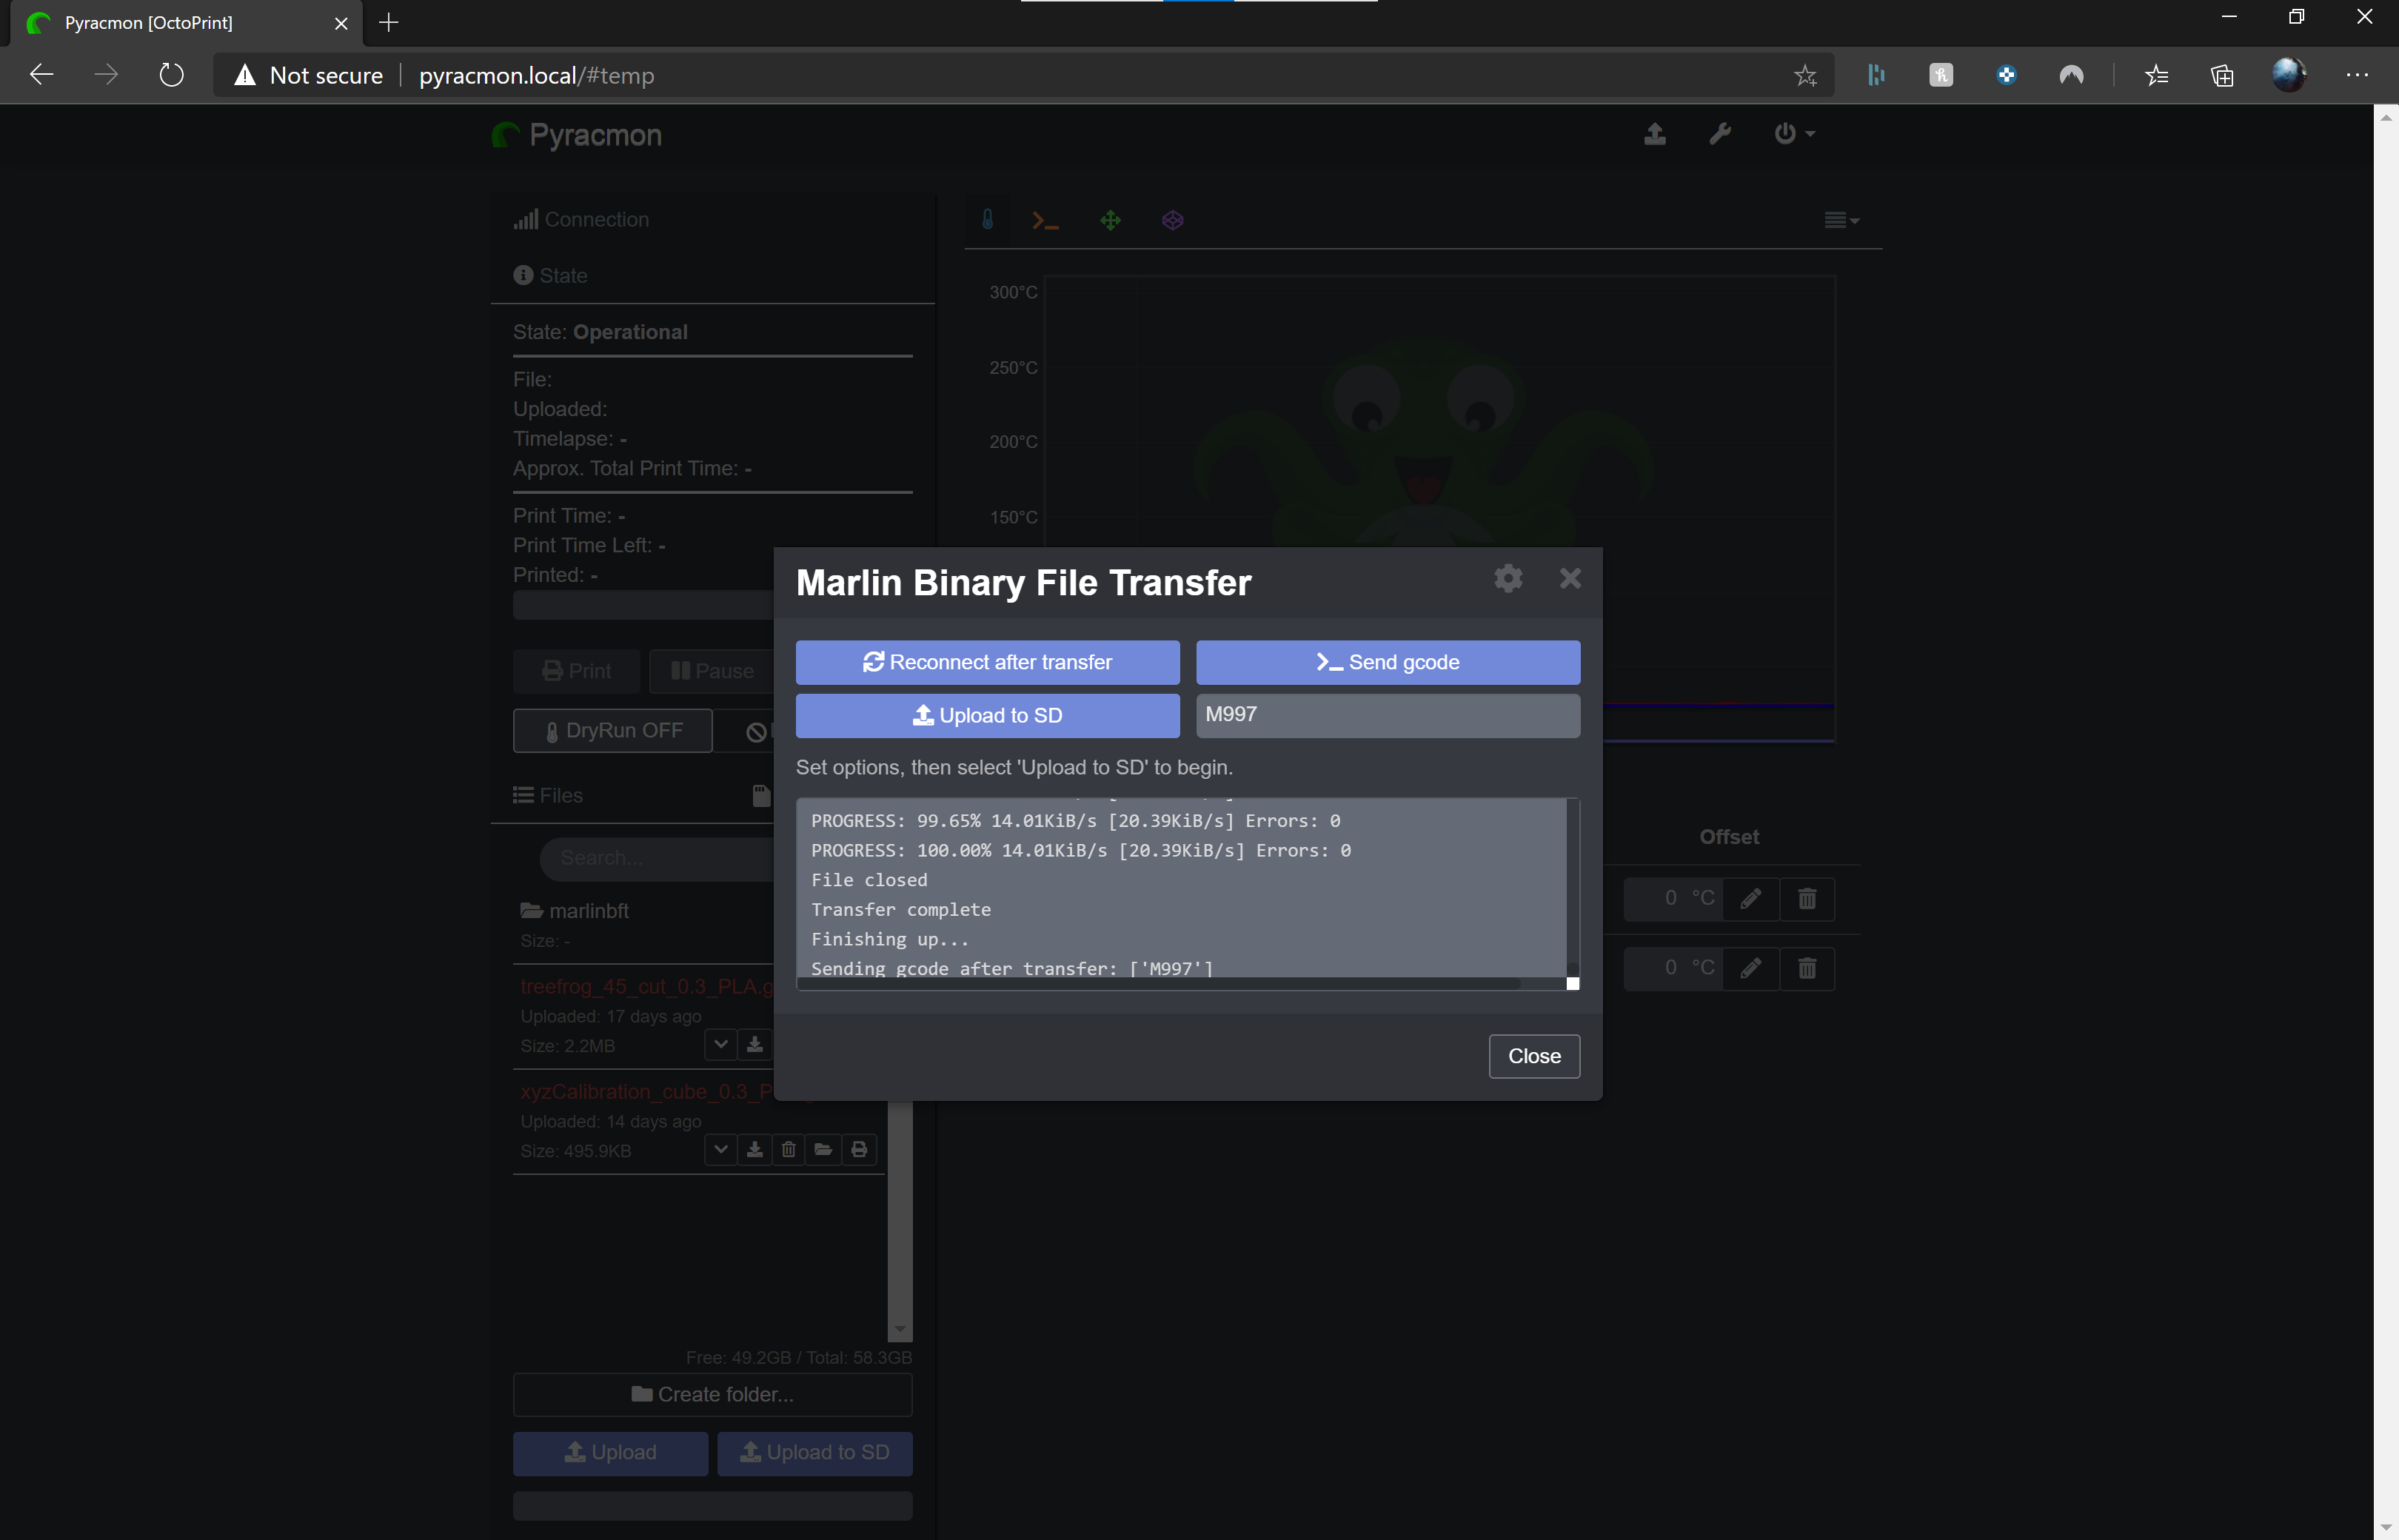 Pyracmon [OctoPrint]
Not secure
pyracmon.local/#temp
Pyracmon
Connection
State
State: Operational
File:
Uploaded:
Timelapse: -
Approx. Total Print Time: -
Print Time: -
Print Time Left: -
Printed: -
Print
Pause
DryRun OFF
Files
Search...
marlinbft
Size: -
treefrog_45_cut_0.3_PLA.g
Uploaded: 17 days ago
Size: 2.2MB
xyzCalibration_cube_0.3_P
Uploaded: 14 days ago
Size: 495.9KB
Free: 49.2GB / Total: 58.3GB
Create folder...
Upload
Upload to SD
300°C
250°C
200°C
150°C
Marlin Binary File Transfer
Reconnect after transfer
Send gcode
Upload to SD
M997
Set options, then select 'Upload to SD' to begin.
PROGRESS: 99.65% 14.01KiB/s [20.39KiB/s] Errors: 0
PROGRESS: 100.00% 14.01KiB/s [20.39KiB/s] Errors: 0
File closed
Transfer complete
Finishing up...
Sending gcode after transfer: ['M997']
Close
Offset
0 °C
0 °C